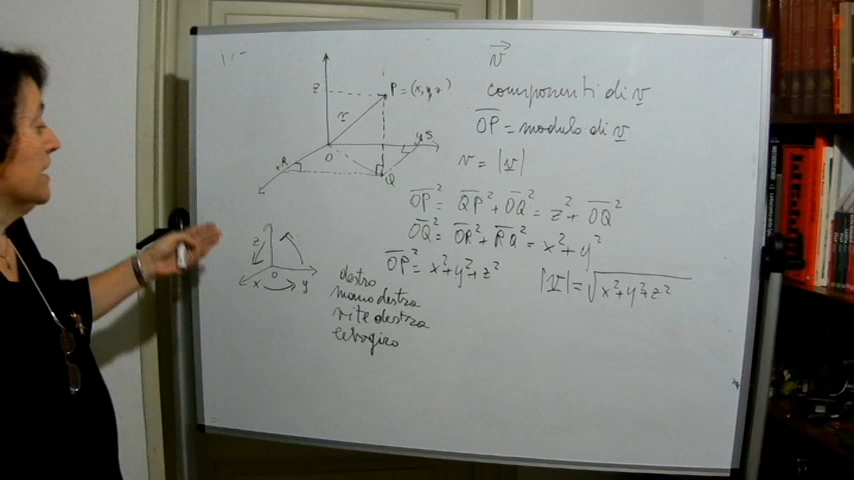 z
P = (x, y, z)
v
O
R
x
y S
Q
z
O
x
y
destro
mano destra
vite destra
levogiro
v
componenti di v
OP = modulo di v
v = |v|
OP² = QP² + OQ² = z² + OQ²
OQ² = OR² + RQ² = x² + y²
OP² = x² + y² + z²
|v| = √x² + y² + z²